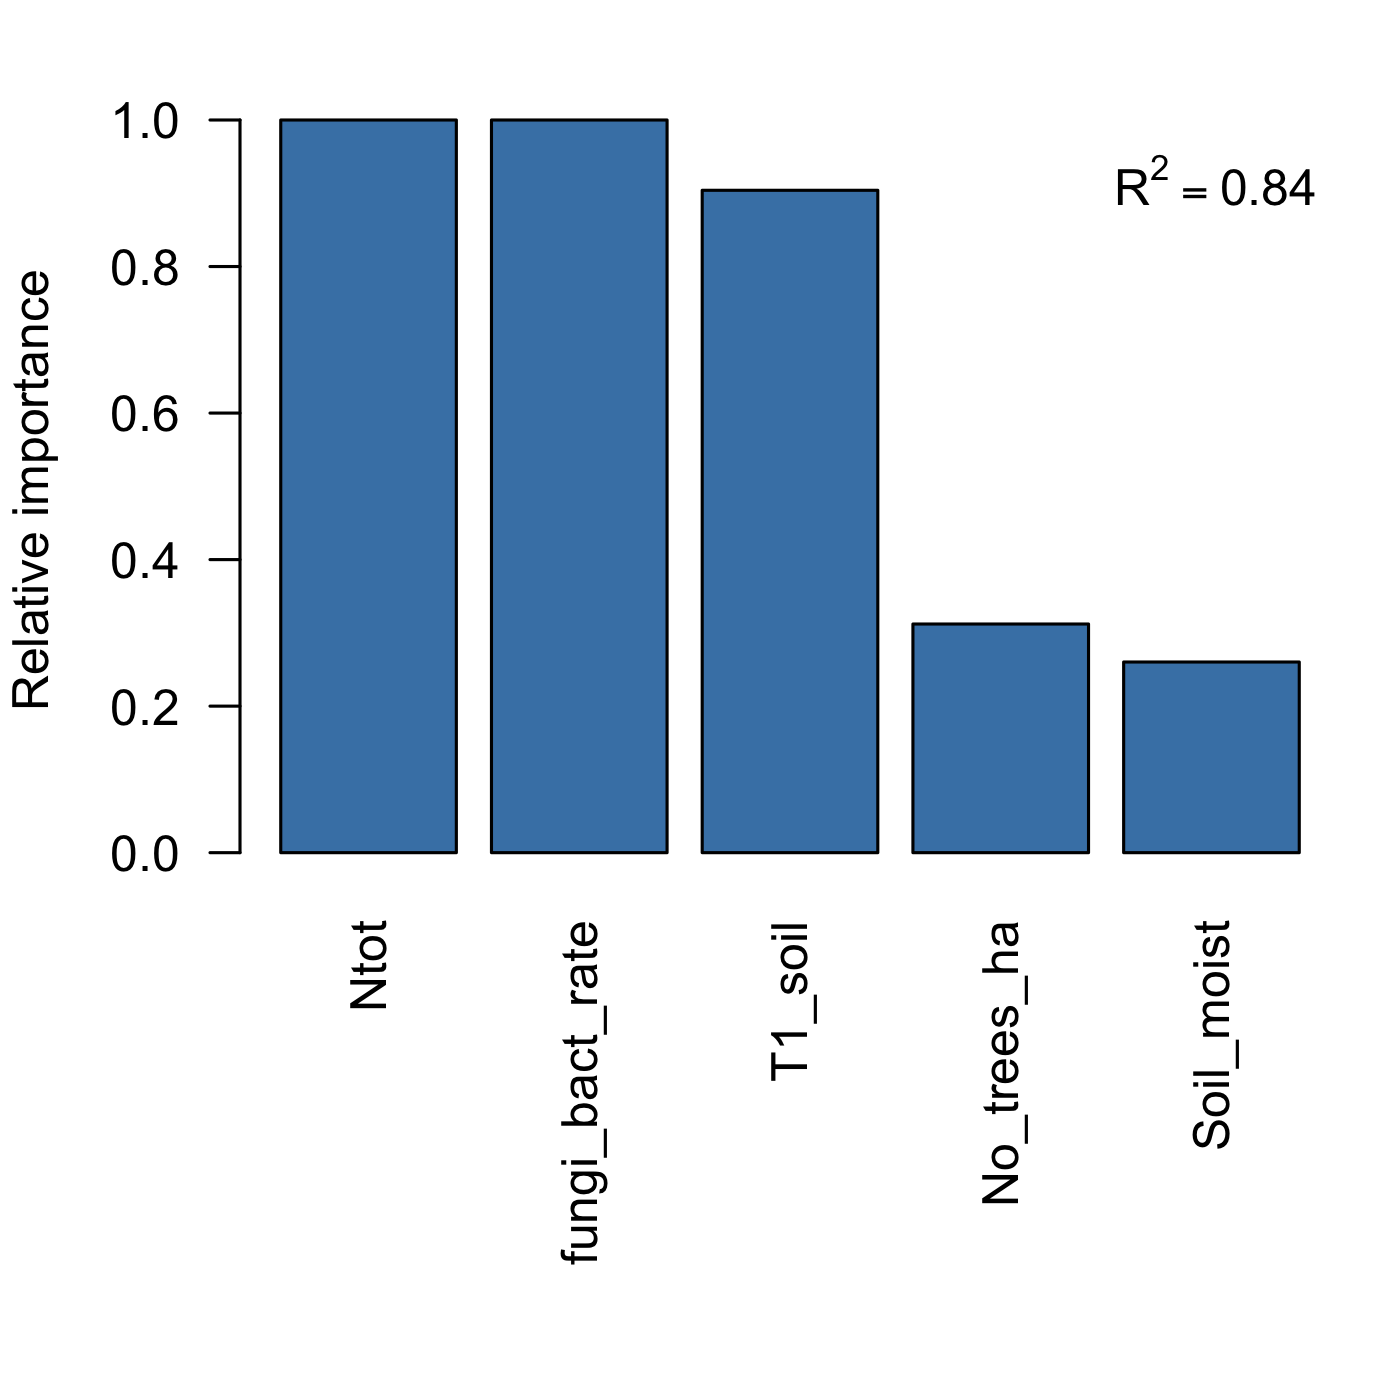 1.0
0.8
0.6
0.4
0.2
0.0
Relative importance
R² = 0.84
Ntot
fungi_bact_rate
T1_soil
No_trees_ha
Soil_moist